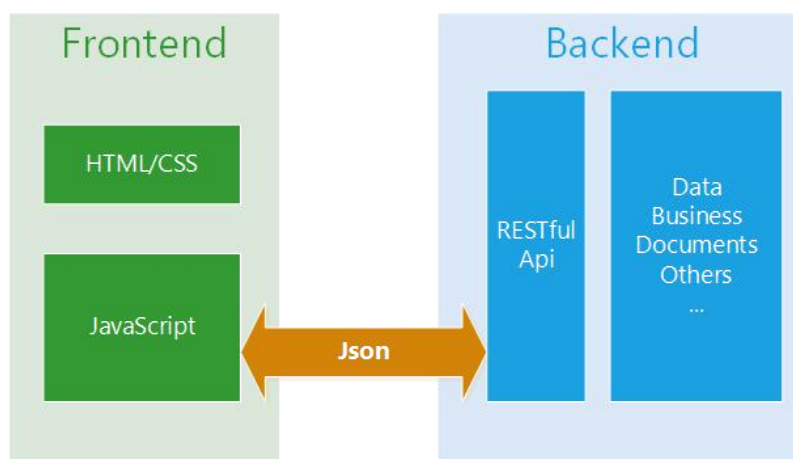 Frontend
HTML/CSS
JavaScript
Json
Backend
RESTful
Api
Data
Business
Documents
Others
...